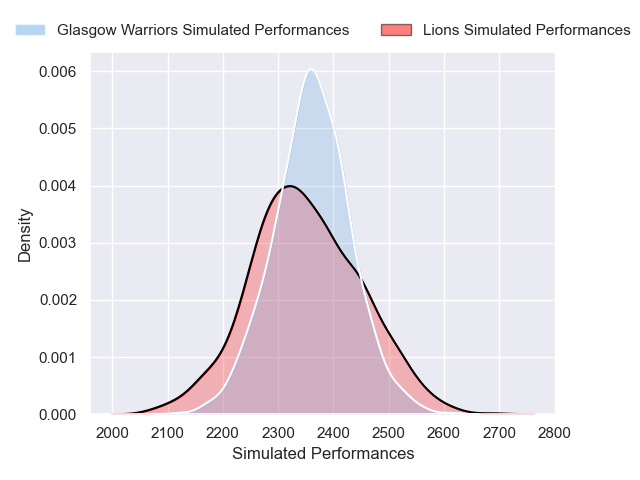 Glasgow Warriors Simulated Performances Lions Simulated Performances
0.006
0.005
0.004
0.003
0.002
0.001
0.000
Density
2000 2100 2200 2300 2400 2500 2600 2700 2800
Simulated Performances